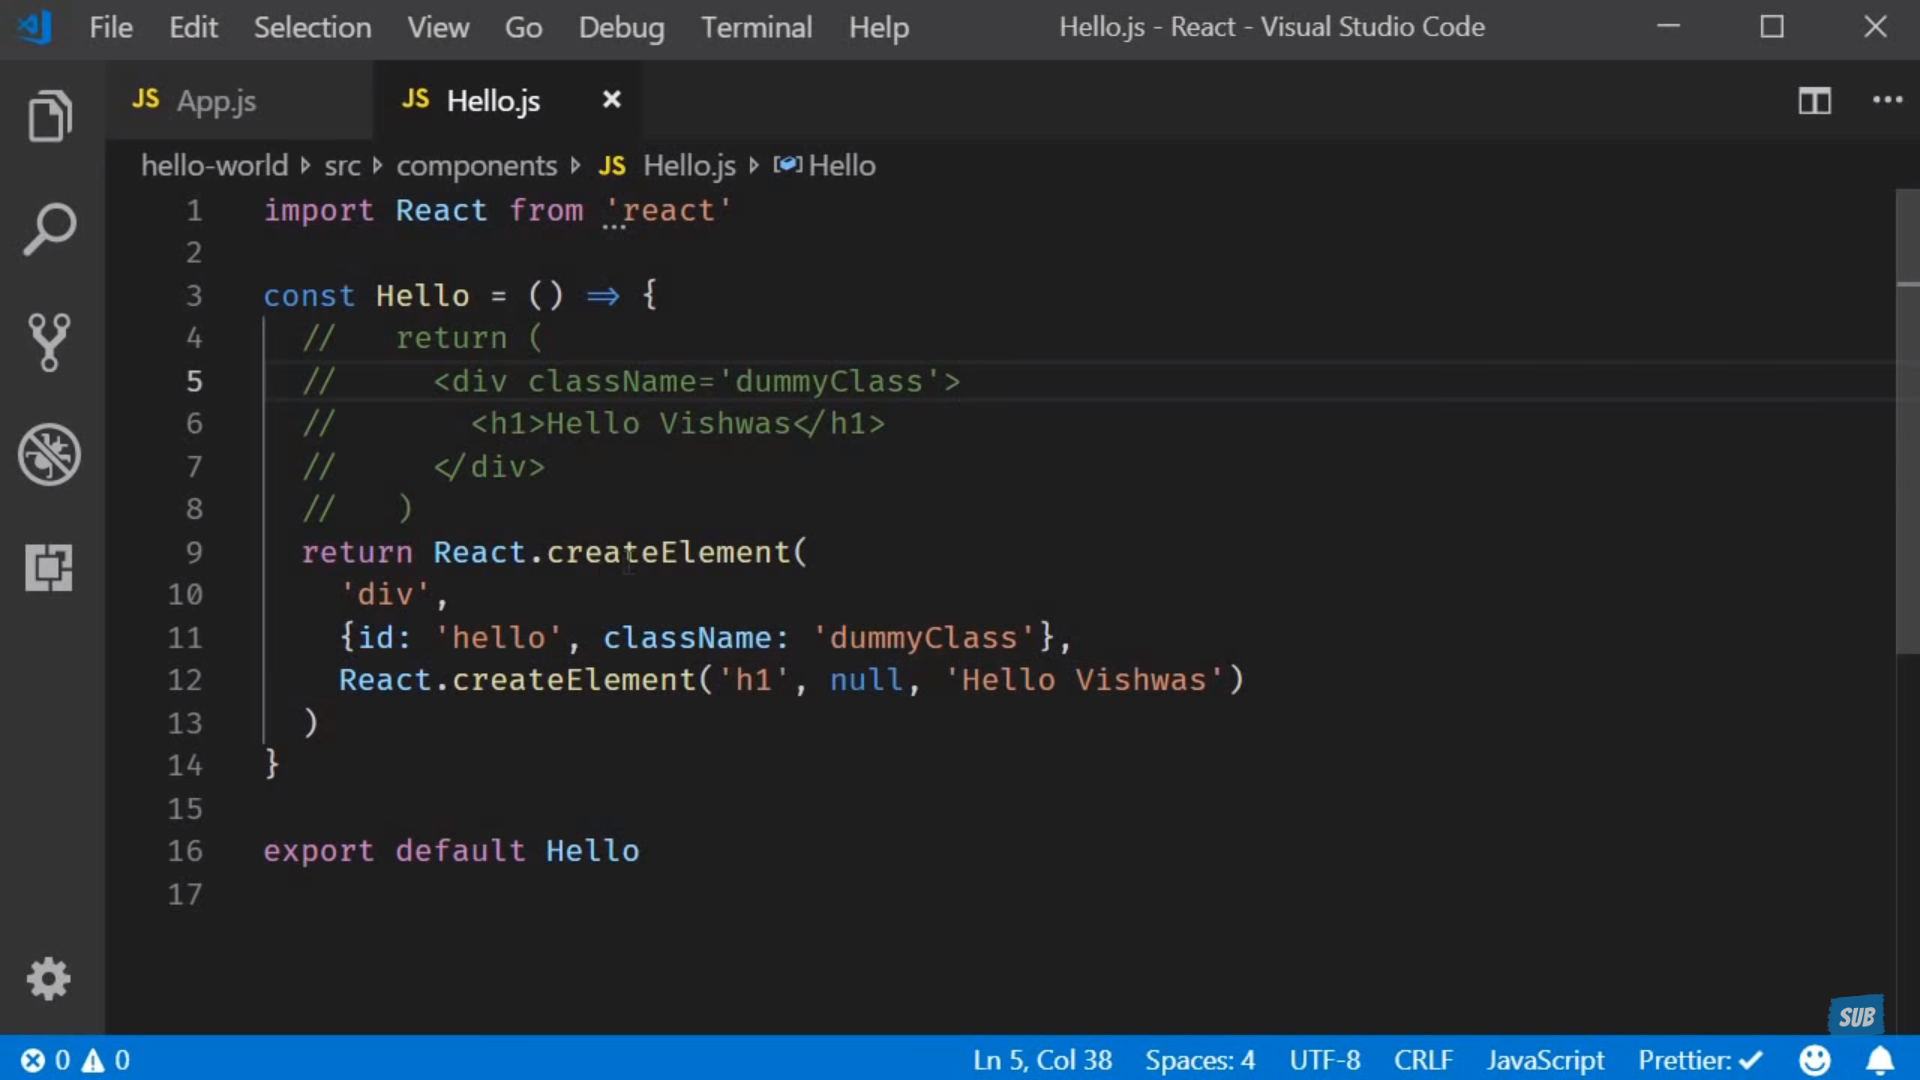 File Edit Selection View Go Debug Terminal Help Hello.js - React - Visual Studio Code
JS App.js JS Hello.js
hello-world src components JS Hello.js Hello
1 import React from 'react'
2
3 const Hello = () => {
4 // return (
5 // <div className='dummyClass'>
6 // <h1>Hello Vishwas</h1>
7 // </div>
8 // )
9 return React.createElement(
10 'div',
11 {id: 'hello', className: 'dummyClass'},
12 React.createElement('h1', null, 'Hello Vishwas')
13 )
14 }
15
16 export default Hello
17
SUB
0 0 Ln 5, Col 38 Spaces: 4 UTF-8 CRLF JavaScript Prettier: ✓